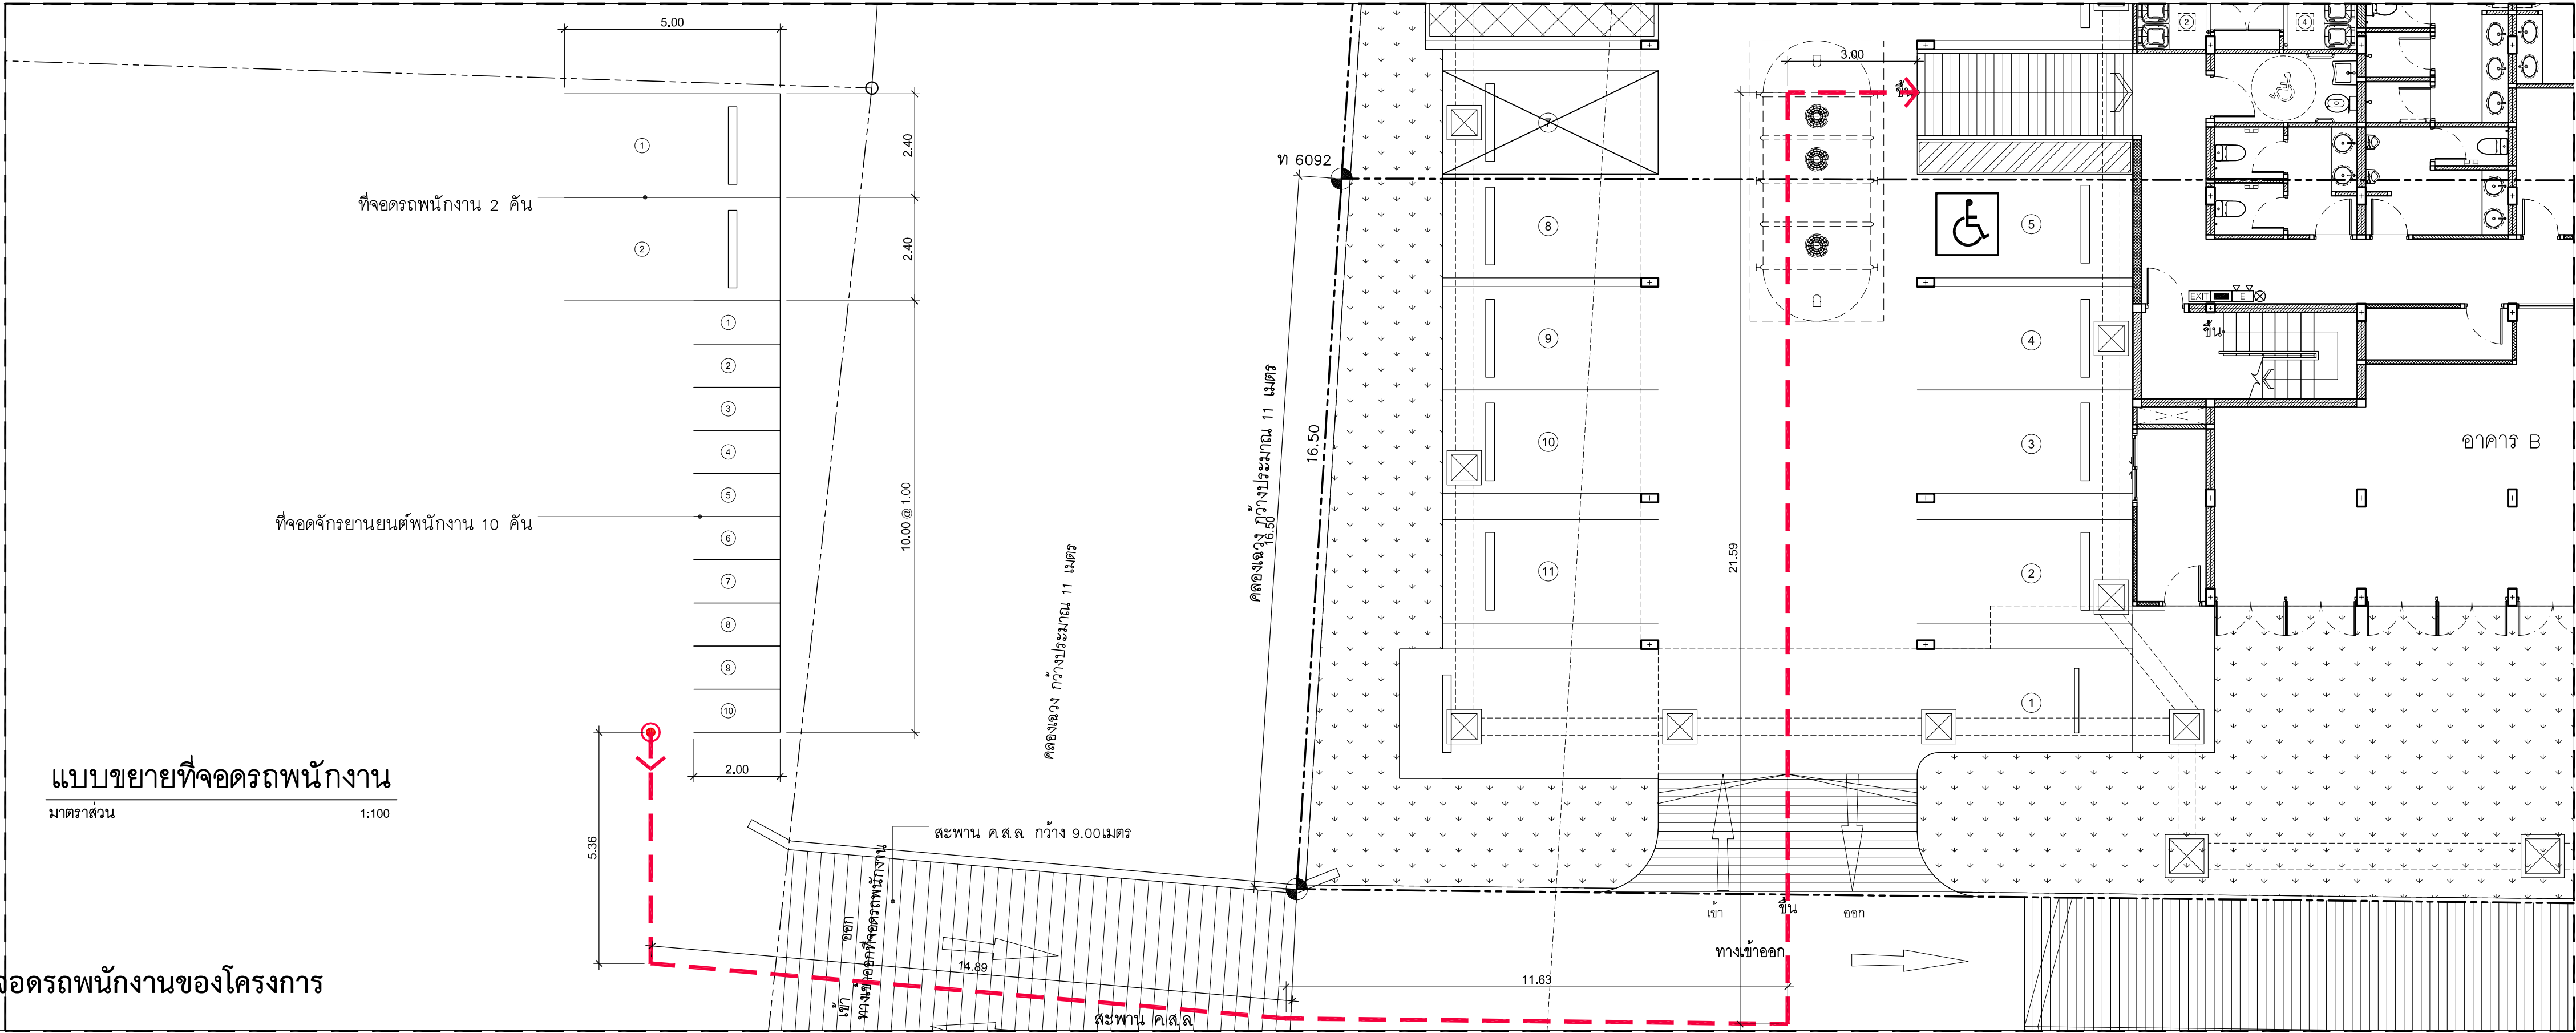 5.00
①
2.40
ที่จอดรถพนักงาน 2 คัน
②
2.40
①
②
③
④
⑤
10.00 @ 1.00
ที่จอดจักรยานยนต์พนักงาน 10 คัน
⑥
⑦
⑧
⑨
⑩
2.00
5.36
แบบขยายที่จอดรถพนักงาน
มาตราส่วน 1:100
จอดรถพนักงานของโครงการ
คลองเฉวง กว้างประมาณ 11 เมตร
สะพาน ค.ส.ล. กว้าง 9.00เมตร
เข้า ออก
ทางเข้าออกที่จอดรถพนักงาน
14.89
สะพาน ค.ส.ล.
ท 6092
คลองเฉวง กว้างประมาณ 11 เมตร
16.50
16.50
⑦
⑧
⑨
⑩
⑪
3.00
ขึ้น
21.59
⑤
④
③
②
①
②
④
EXIT E
ขึ้น
อาคาร B
เข้า
ขึ้น
ออก
ทางเข้าออก
11.63